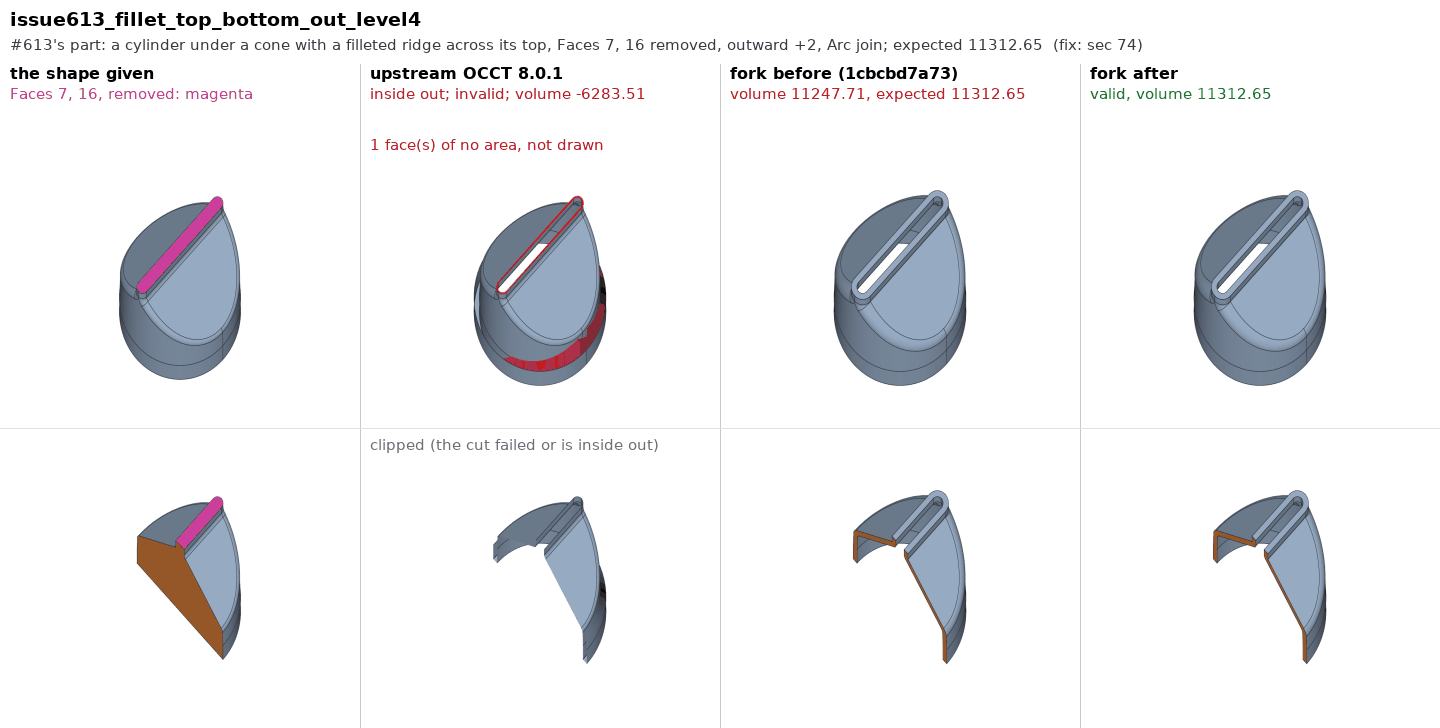 issue613_fillet_top_bottom_out_level4
#613's part: a cylinder under a cone with a filleted ridge across its top, Faces 7, 16 removed, outward +2, Arc join; expected 11312.65  (fix: sec 74)
the shape given
Faces 7, 16, removed: magenta
upstream OCCT 8.0.1
inside out; invalid; volume -6283.51
1 face(s) of no area, not drawn
fork before (1cbcbd7a73)
volume 11247.71, expected 11312.65
fork after
valid, volume 11312.65
clipped (the cut failed or is inside out)